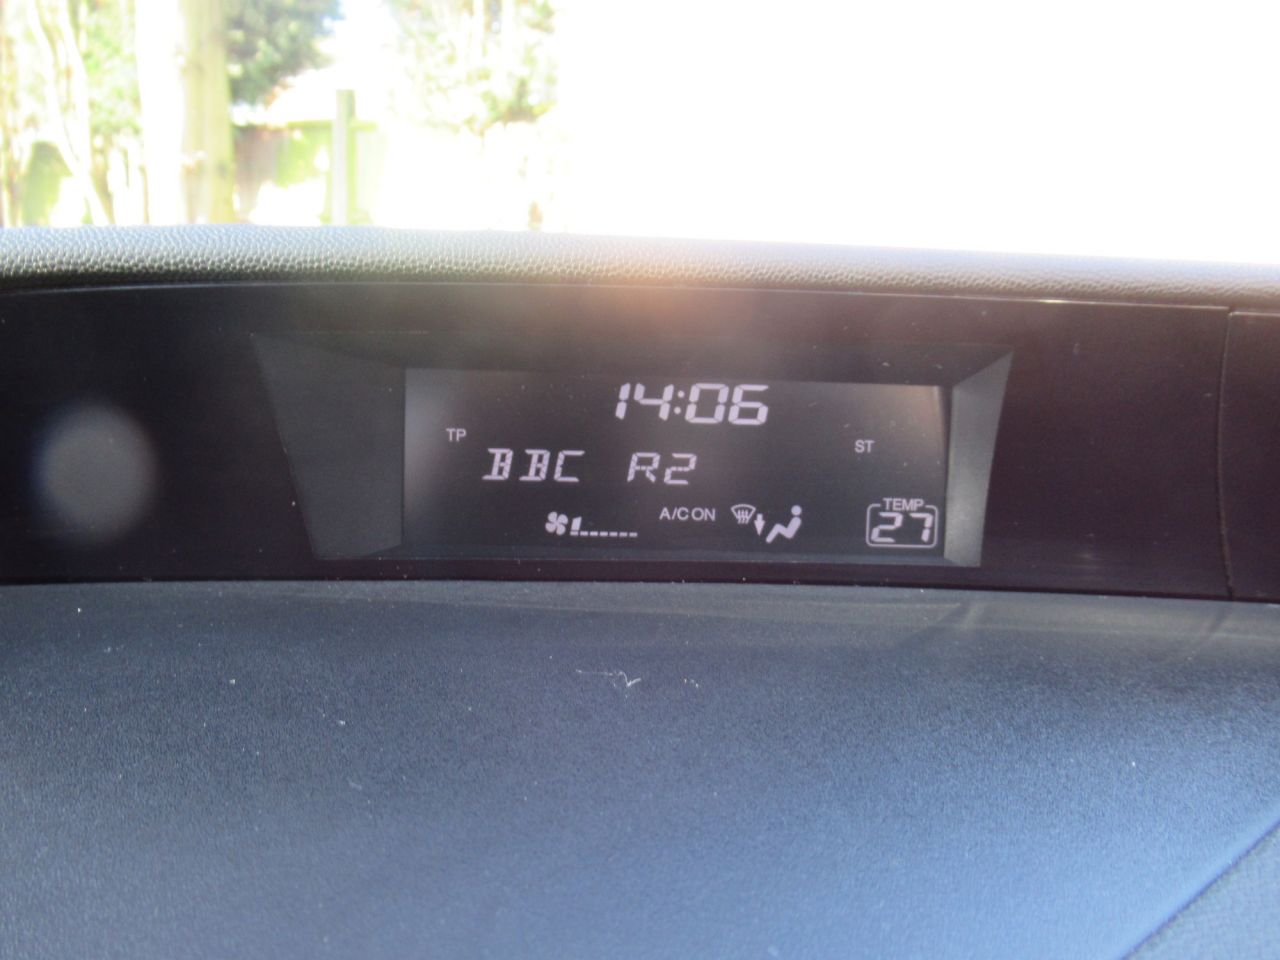 14:06
TP
ST
BBC R2
A/C ON
TEMP
27